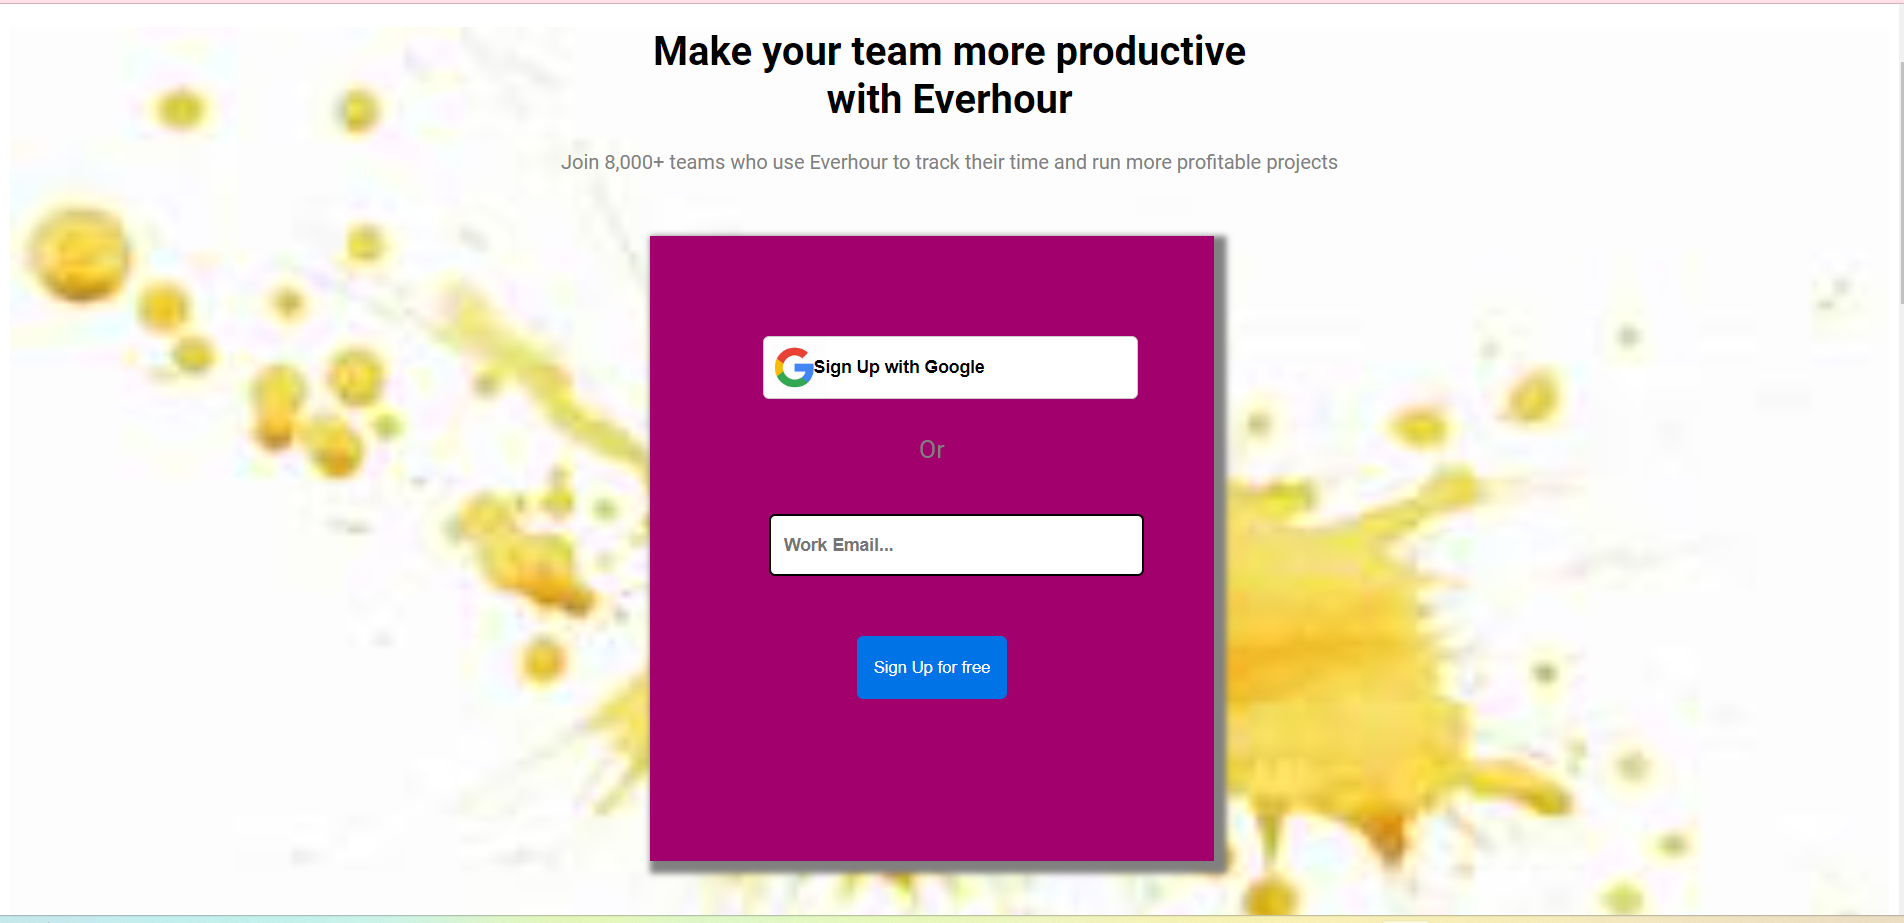 Make your team more productive
with Everhour
Join 8,000+ teams who use Everhour to track their time and run more profitable projects
Sign Up with Google
Or
Work Email...
Sign Up for free